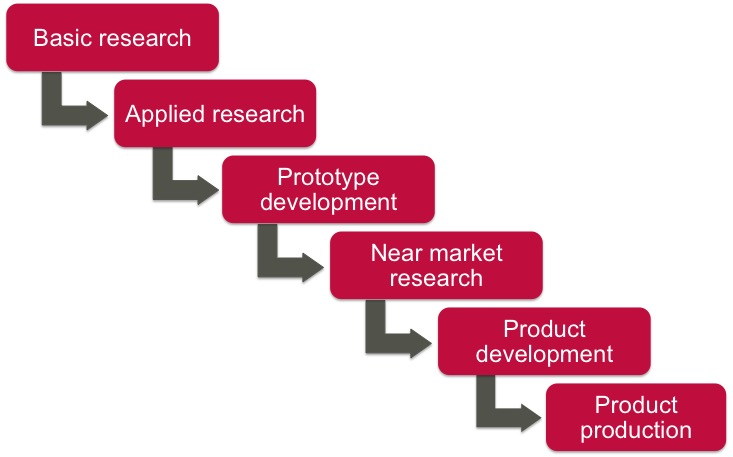 Basic research
Applied research
Prototype
development
Near market
research
Product
development
Product
production